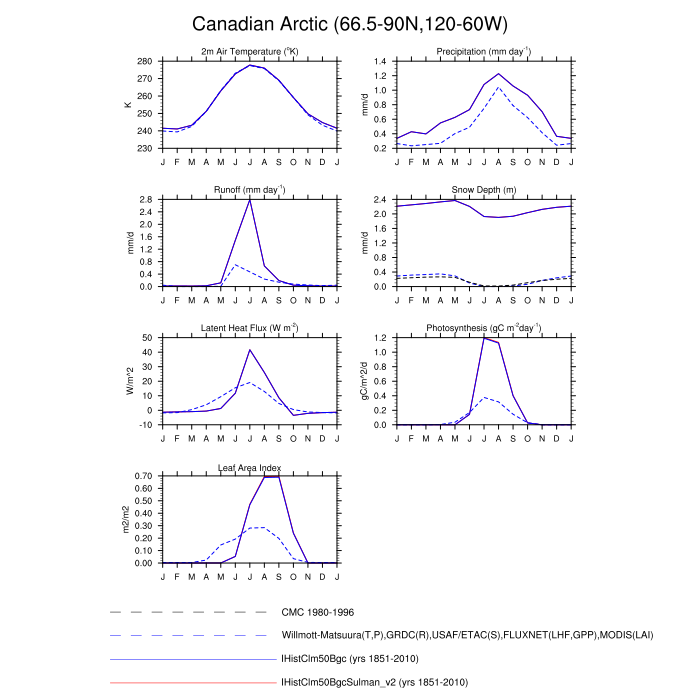 Canadian Arctic (66.5-90N,120-60W)
2m Air Temperature (°K)
280
270
260
250
240
230
K
J F M A M J J A S O N D J
Precipitation (mm day-1)
1.4
1.2
1.0
0.8
0.6
0.4
0.2
mm/d
J F M A M J J A S O N D J
Runoff (mm day-1)
2.8
2.4
2.0
1.6
1.2
0.8
0.4
0.0
mm/d
J F M A M J J A S O N D J
Snow Depth (m)
2.4
2.0
1.6
1.2
0.8
0.4
0.0
mm/d
J F M A M J J A S O N D J
Latent Heat Flux (W m-2)
50
40
30
20
10
0
-10
W/m^2
J F M A M J J A S O N D J
Photosynthesis (gC m-2day-1)
1.2
1.0
0.8
0.6
0.4
0.2
0.0
gC/m^2/d
J F M A M J J A S O N D J
Leaf Area Index
0.70
0.60
0.50
0.40
0.30
0.20
0.10
0.00
m2/m2
J F M A M J J A S O N D J
CMC 1980-1996
Willmott-Matsuura(T,P),GRDC(R),USAF/ETAC(S),FLUXNET(LHF,GPP),MODIS(LAI)
IHistClm50Bgc (yrs 1851-2010)
IHistClm50BgcSulman_v2 (yrs 1851-2010)